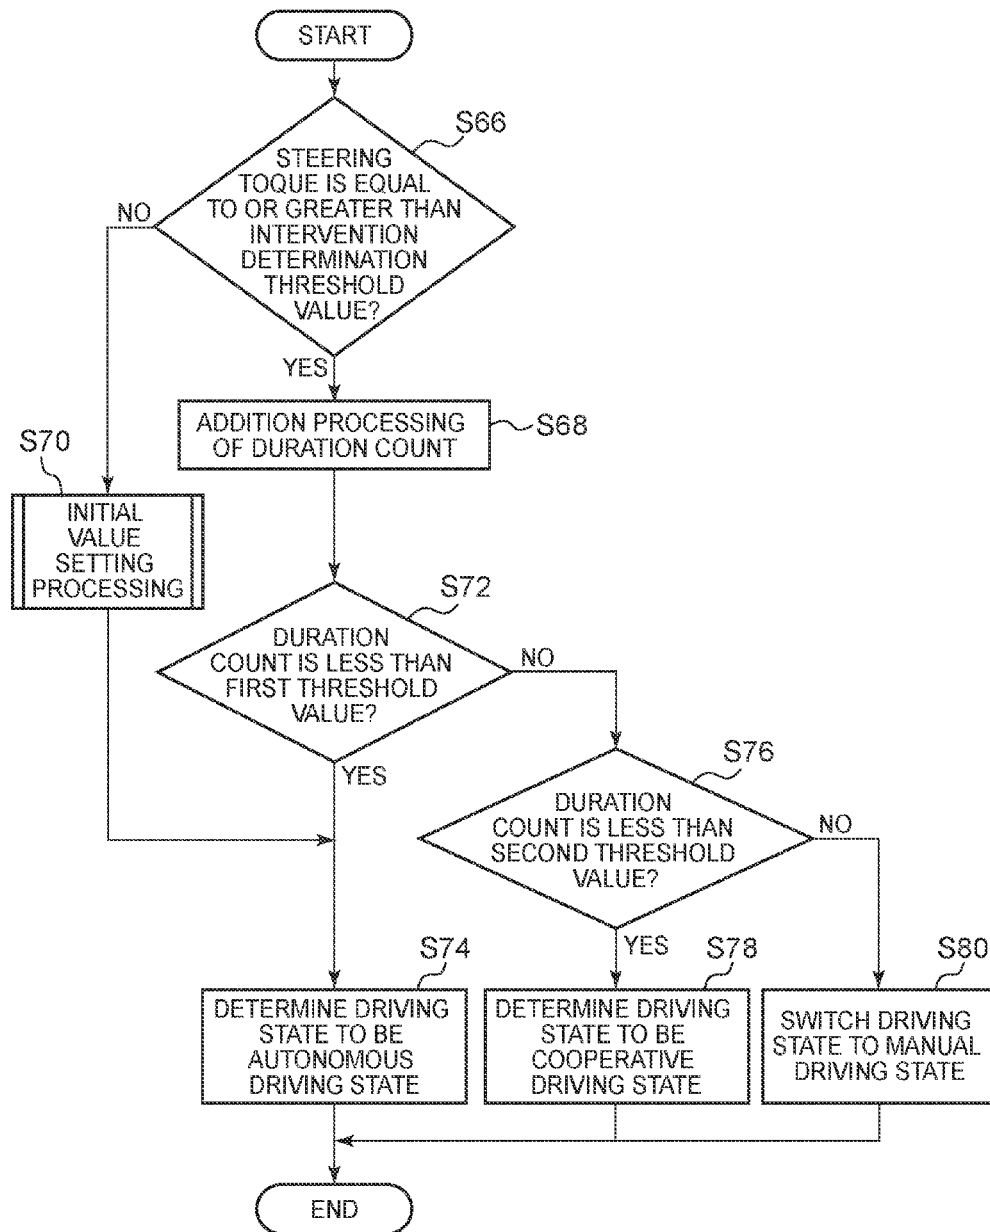 START
S66
STEERING
TOQUE IS EQUAL
TO OR GREATER THAN
INTERVENTION
DETERMINATION
THRESHOLD
VALUE?
NO
YES
ADDITION PROCESSING
OF DURATION COUNT
S68
S70
INITIAL
VALUE
SETTING
PROCESSING
S72
DURATION
COUNT IS LESS THAN
FIRST THRESHOLD
VALUE?
NO
YES
S76
DURATION
COUNT IS LESS THAN
SECOND THRESHOLD
VALUE?
NO
YES
S74
DETERMINE DRIVING
STATE TO BE
AUTONOMOUS
DRIVING STATE
S78
DETERMINE DRIVING
STATE TO BE
COOPERATIVE
DRIVING STATE
S80
SWITCH DRIVING
STATE TO MANUAL
DRIVING STATE
END